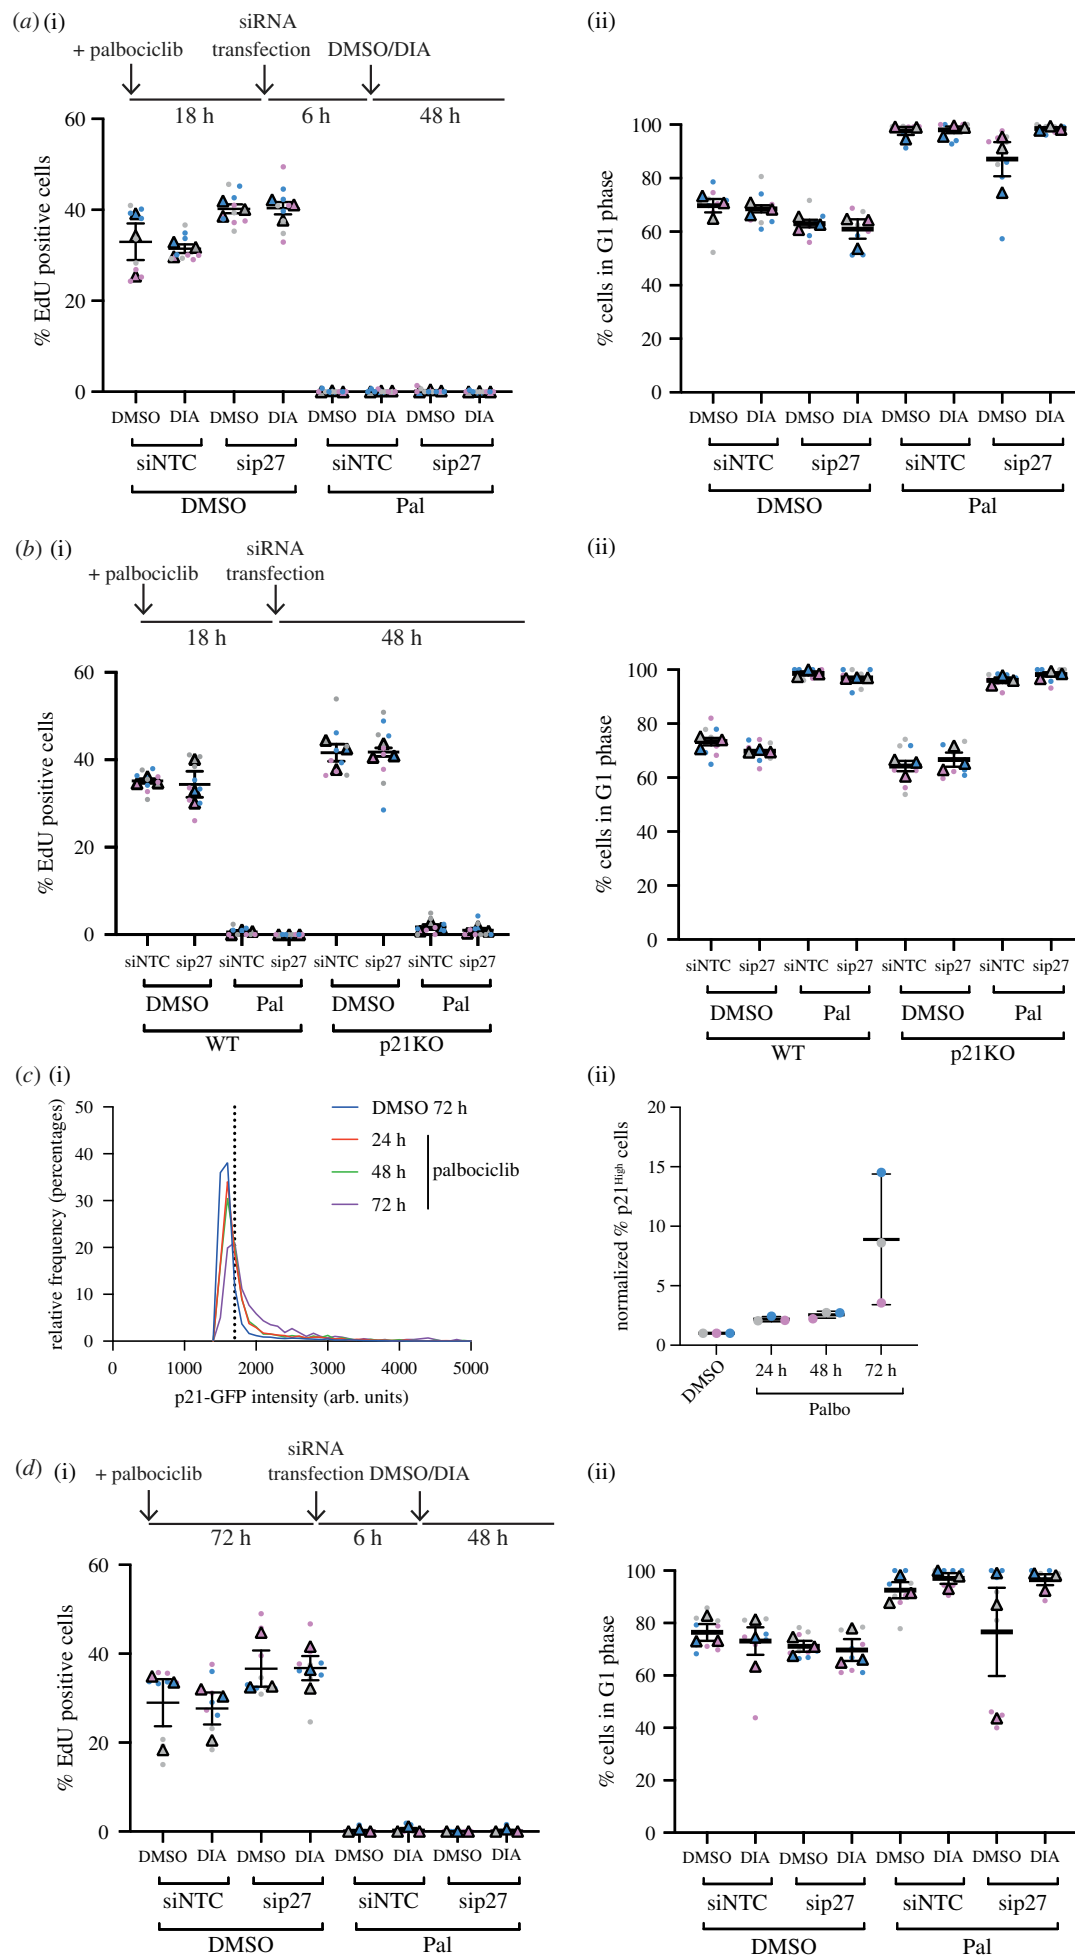 (a) (i)
siRNA
+ palbociclib transfection DMSO/DIA
18 h 6 h 48 h
60
40
20
0
% EdU positive cells
DMSO DIA DMSO DIA DMSO DIA DMSO DIA
siNTC sip27 siNTC sip27
DMSO Pal
(ii)
100
80
60
40
20
0
% cells in G1 phase
DMSO DIA DMSO DIA DMSO DIA DMSO DIA
siNTC sip27 siNTC sip27
DMSO Pal
(b) (i)
siRNA
+ palbociclib transfection
18 h 48 h
60
40
20
0
% EdU positive cells
siNTC sip27 siNTC sip27 siNTC sip27 siNTC sip27
DMSO Pal DMSO Pal
WT p21KO
(ii)
100
80
60
40
20
0
% cells in G1 phase
siNTC sip27 siNTC sip27 siNTC sip27 siNTC sip27
DMSO Pal DMSO Pal
WT p21KO
(c) (i)
50
40
30
20
10
0
relative frequency (percentages)
DMSO 72 h
24 h
48 h
72 h
palbociclib
0 1000 2000 3000 4000 5000
p21-GFP intensity (arb. units)
(ii)
20
15
10
5
0
normalized % p21High cells
DMSO 24 h 48 h 72 h
Palbo
(d) (i)
siRNA
+ palbociclib transfection DMSO/DIA
72 h 6 h 48 h
60
40
20
0
% EdU positive cells
DMSO DIA DMSO DIA DMSO DIA DMSO DIA
siNTC sip27 siNTC sip27
DMSO Pal
(ii)
100
80
60
40
20
0
% cells in G1 phase
DMSO DIA DMSO DIA DMSO DIA DMSO DIA
siNTC sip27 siNTC sip27
DMSO Pal